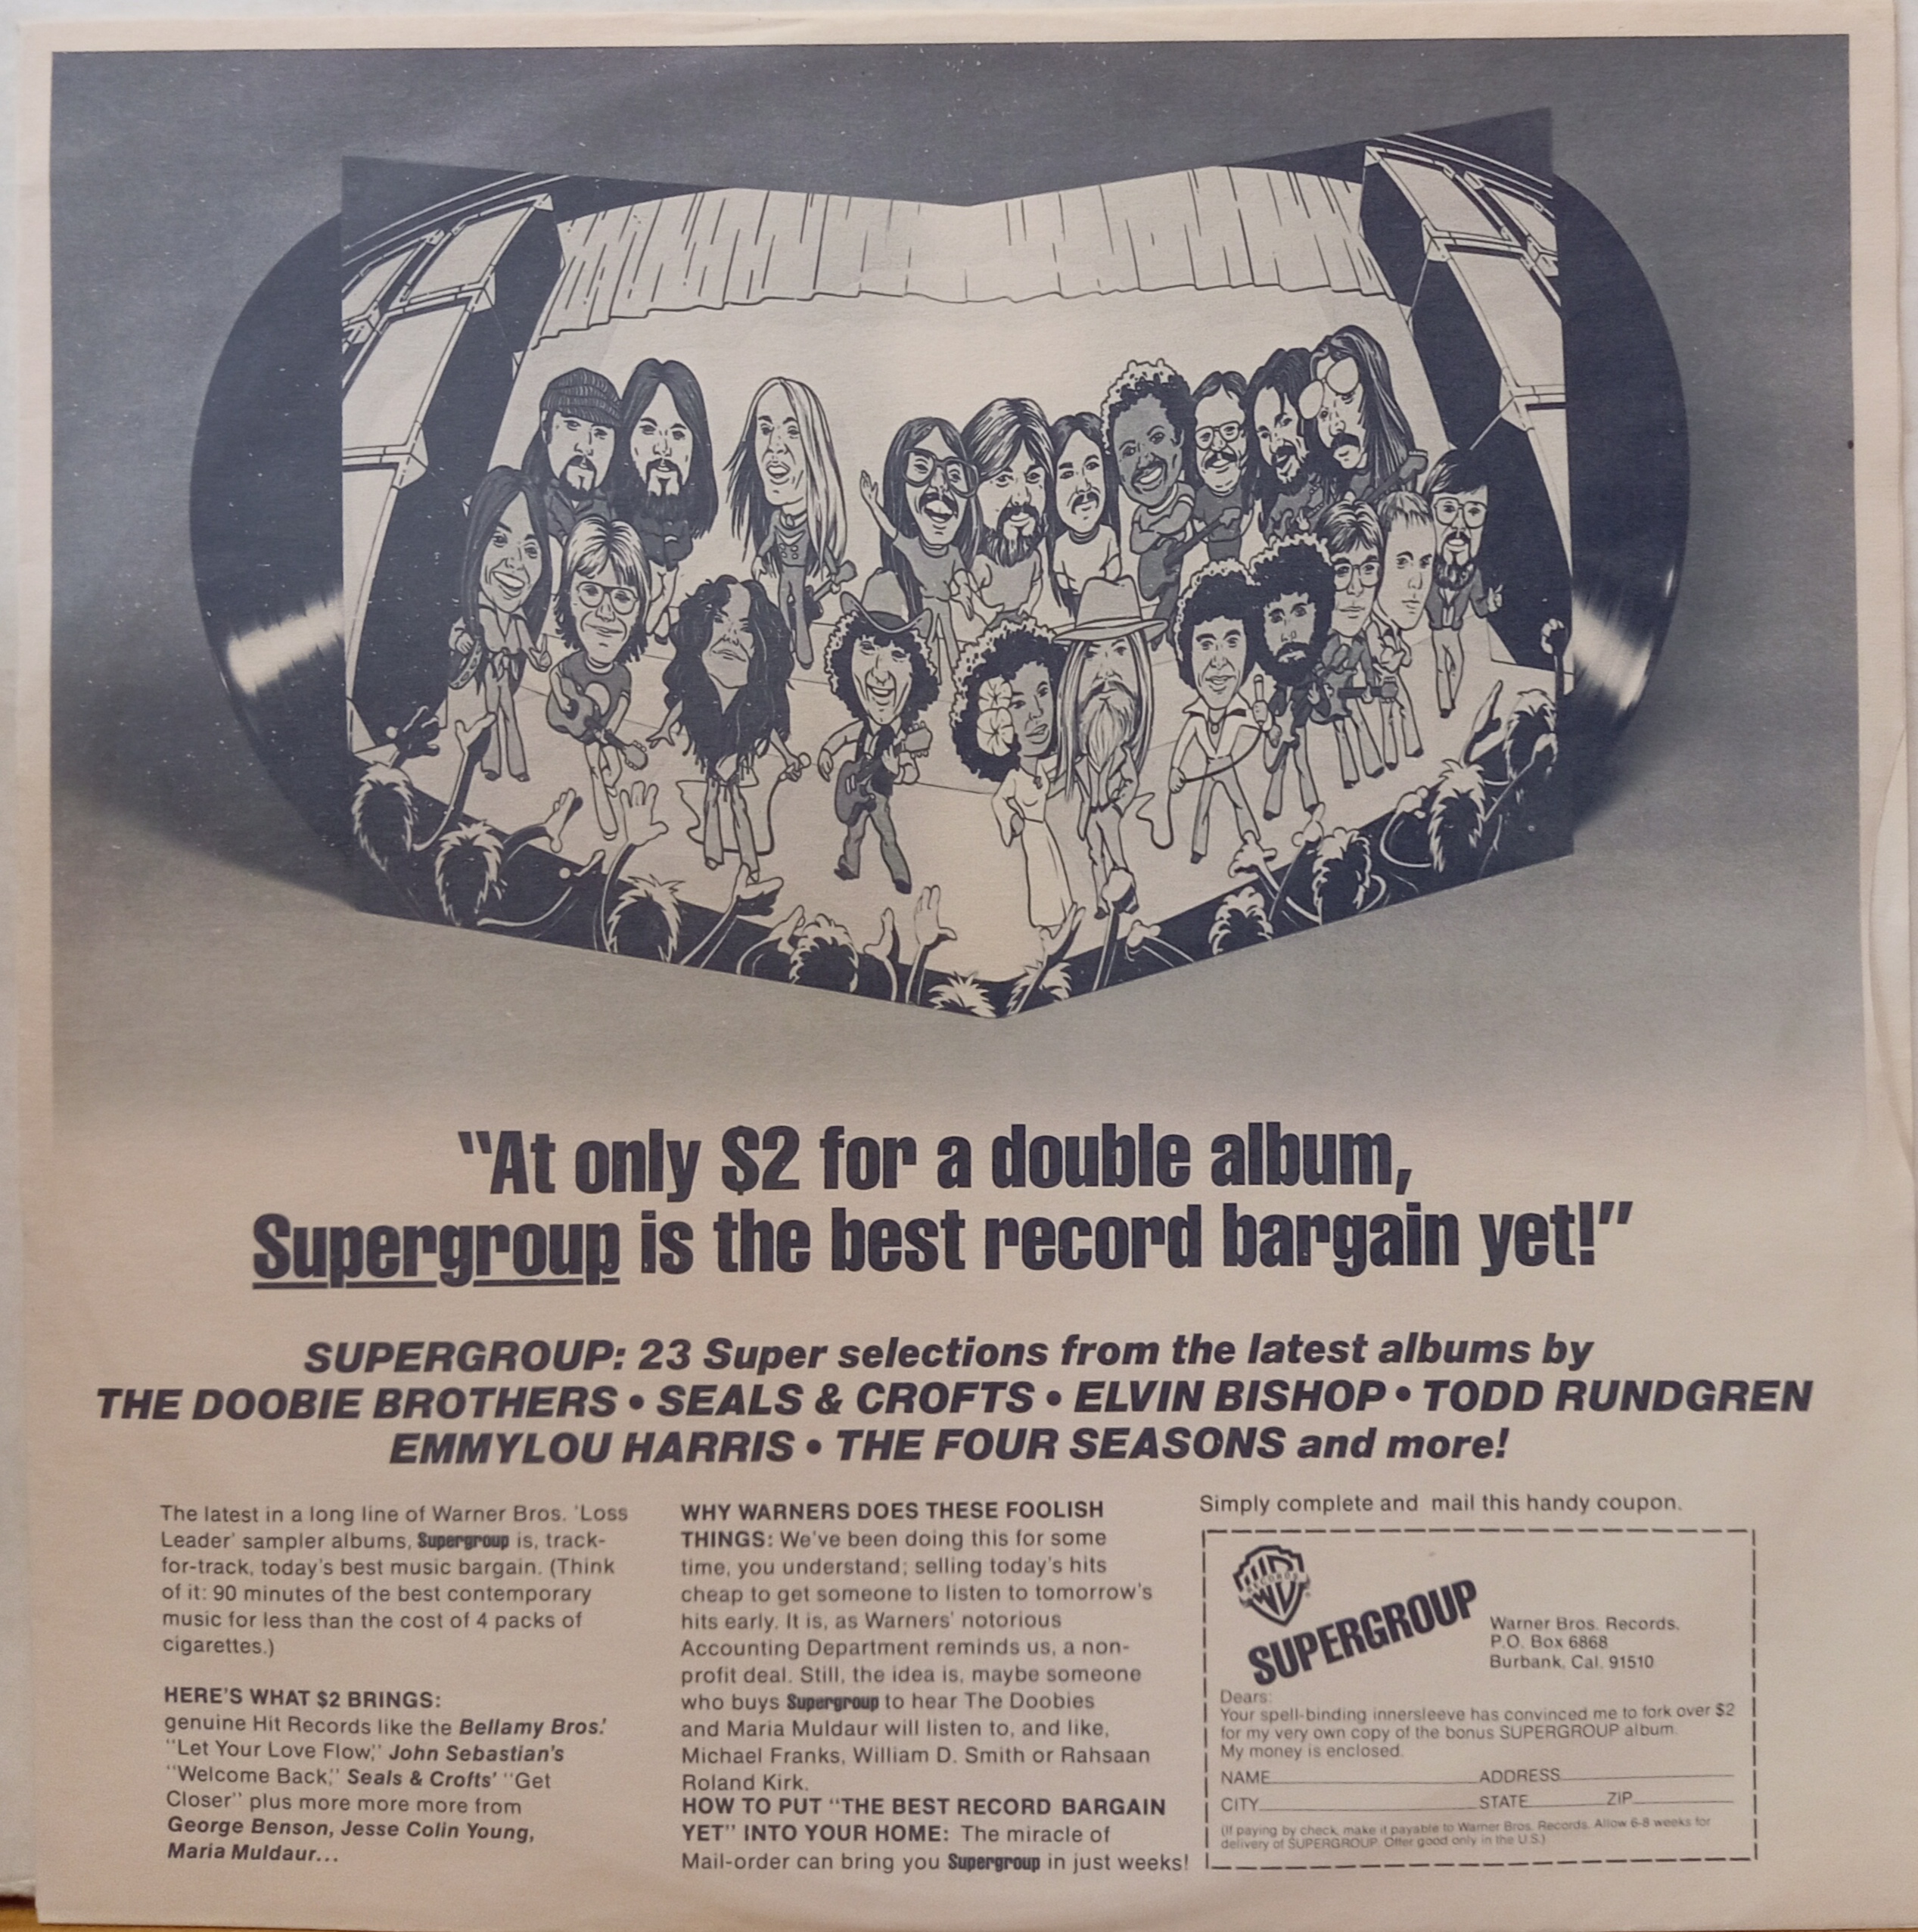 "At only $2 for a double album,
Supergroup is the best record bargain yet!"
SUPERGROUP: 23 Super selections from the latest albums by
THE DOOBIE BROTHERS • SEALS & CROFTS • ELVIN BISHOP • TODD RUNDGREN
EMMYLOU HARRIS • THE FOUR SEASONS and more!
The latest in a long line of Warner Bros. 'Loss
Leader' sampler albums, Supergroup is, track-
for-track, today's best music bargain. (Think
of it: 90 minutes of the best contemporary
music for less than the cost of 4 packs of
cigarettes.)
HERE'S WHAT $2 BRINGS:
genuine Hit Records like the Bellamy Bros.'
"Let Your Love Flow," John Sebastian's
"Welcome Back," Seals & Crofts' "Get
Closer" plus more more more from
George Benson, Jesse Colin Young,
Maria Muldaur...
WHY WARNERS DOES THESE FOOLISH
THINGS: We've been doing this for some
time, you understand; selling today's hits
cheap to get someone to listen to tomorrow's
hits early. It is, as Warners' notorious
Accounting Department reminds us, a non-
profit deal. Still, the idea is, maybe someone
who buys Supergroup to hear The Doobies
and Maria Muldaur will listen to, and like,
Michael Franks, William D. Smith or Rahsaan
Roland Kirk.
HOW TO PUT "THE BEST RECORD BARGAIN
YET" INTO YOUR HOME: The miracle of
Mail-order can bring you Supergroup in just weeks!
Simply complete and mail this handy coupon.
WB
RECORDS
SUPERGROUP
Warner Bros. Records,
P.O. Box 6868
Burbank, Cal. 91510
Dears:
Your spell-binding innersleeve has convinced me to fork over $2
for my very own copy of the bonus SUPERGROUP album.
My money is enclosed.
NAME ADDRESS
CITY STATE ZIP
(If paying by check, make it payable to Warner Bros. Records. Allow 6-8 weeks for
delivery of SUPERGROUP. Offer good only in the U.S.)